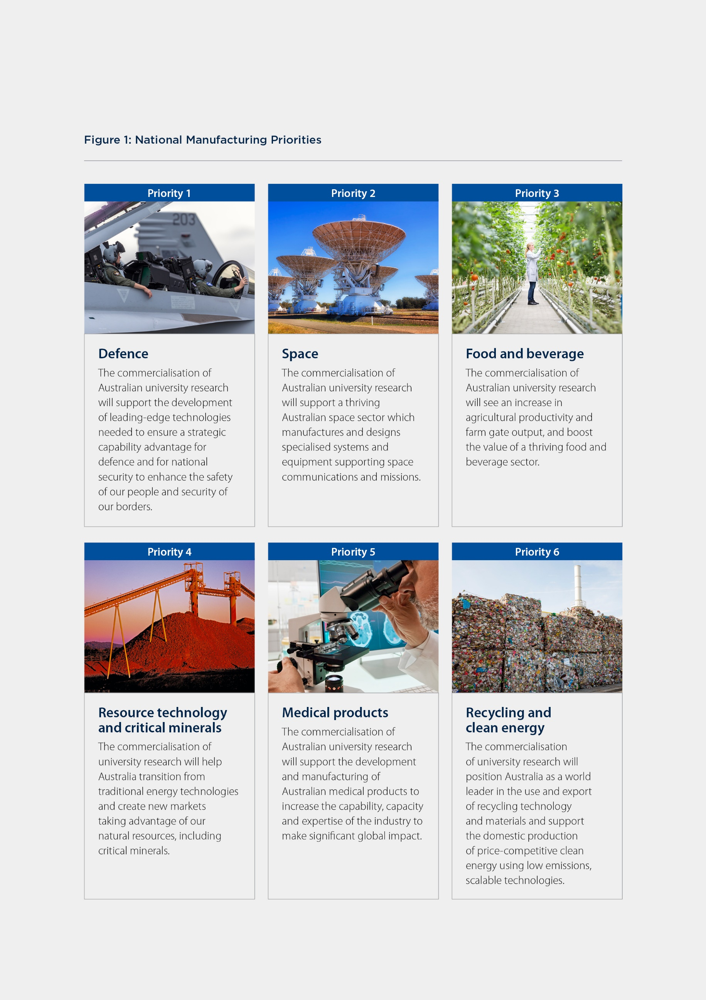 Figure 1: National Manufacturing Priorities
Priority 1
203
Defence
The commercialisation of
Australian university research
will support the development
of leading-edge technologies
needed to ensure a strategic
capability advantage for
defence and for national
security to enhance the safety
of our people and security of
our borders.
Priority 2
Space
The commercialisation of
Australian university research
will support a thriving
Australian space sector which
manufactures and designs
specialised systems and
equipment supporting space
communications and missions.
Priority 3
Food and beverage
The commercialisation of
Australian university research
will see an increase in
agricultural productivity and
farm gate output, and boost
the value of a thriving food and
beverage sector.
Priority 4
Resource technology
and critical minerals
The commercialisation of
university research will help
Australia transition from
traditional energy technologies
and create new markets
taking advantage of our
natural resources, including
critical minerals.
Priority 5
Medical products
The commercialisation of
Australian university research
will support the development
and manufacturing of
Australian medical products to
increase the capability, capacity
and expertise of the industry to
make significant global impact.
Priority 6
Recycling and
clean energy
The commercialisation
of university research will
position Australia as a world
leader in the use and export
of recycling technology
and materials and support
the domestic production
of price-competitive clean
energy using low emissions,
scalable technologies.